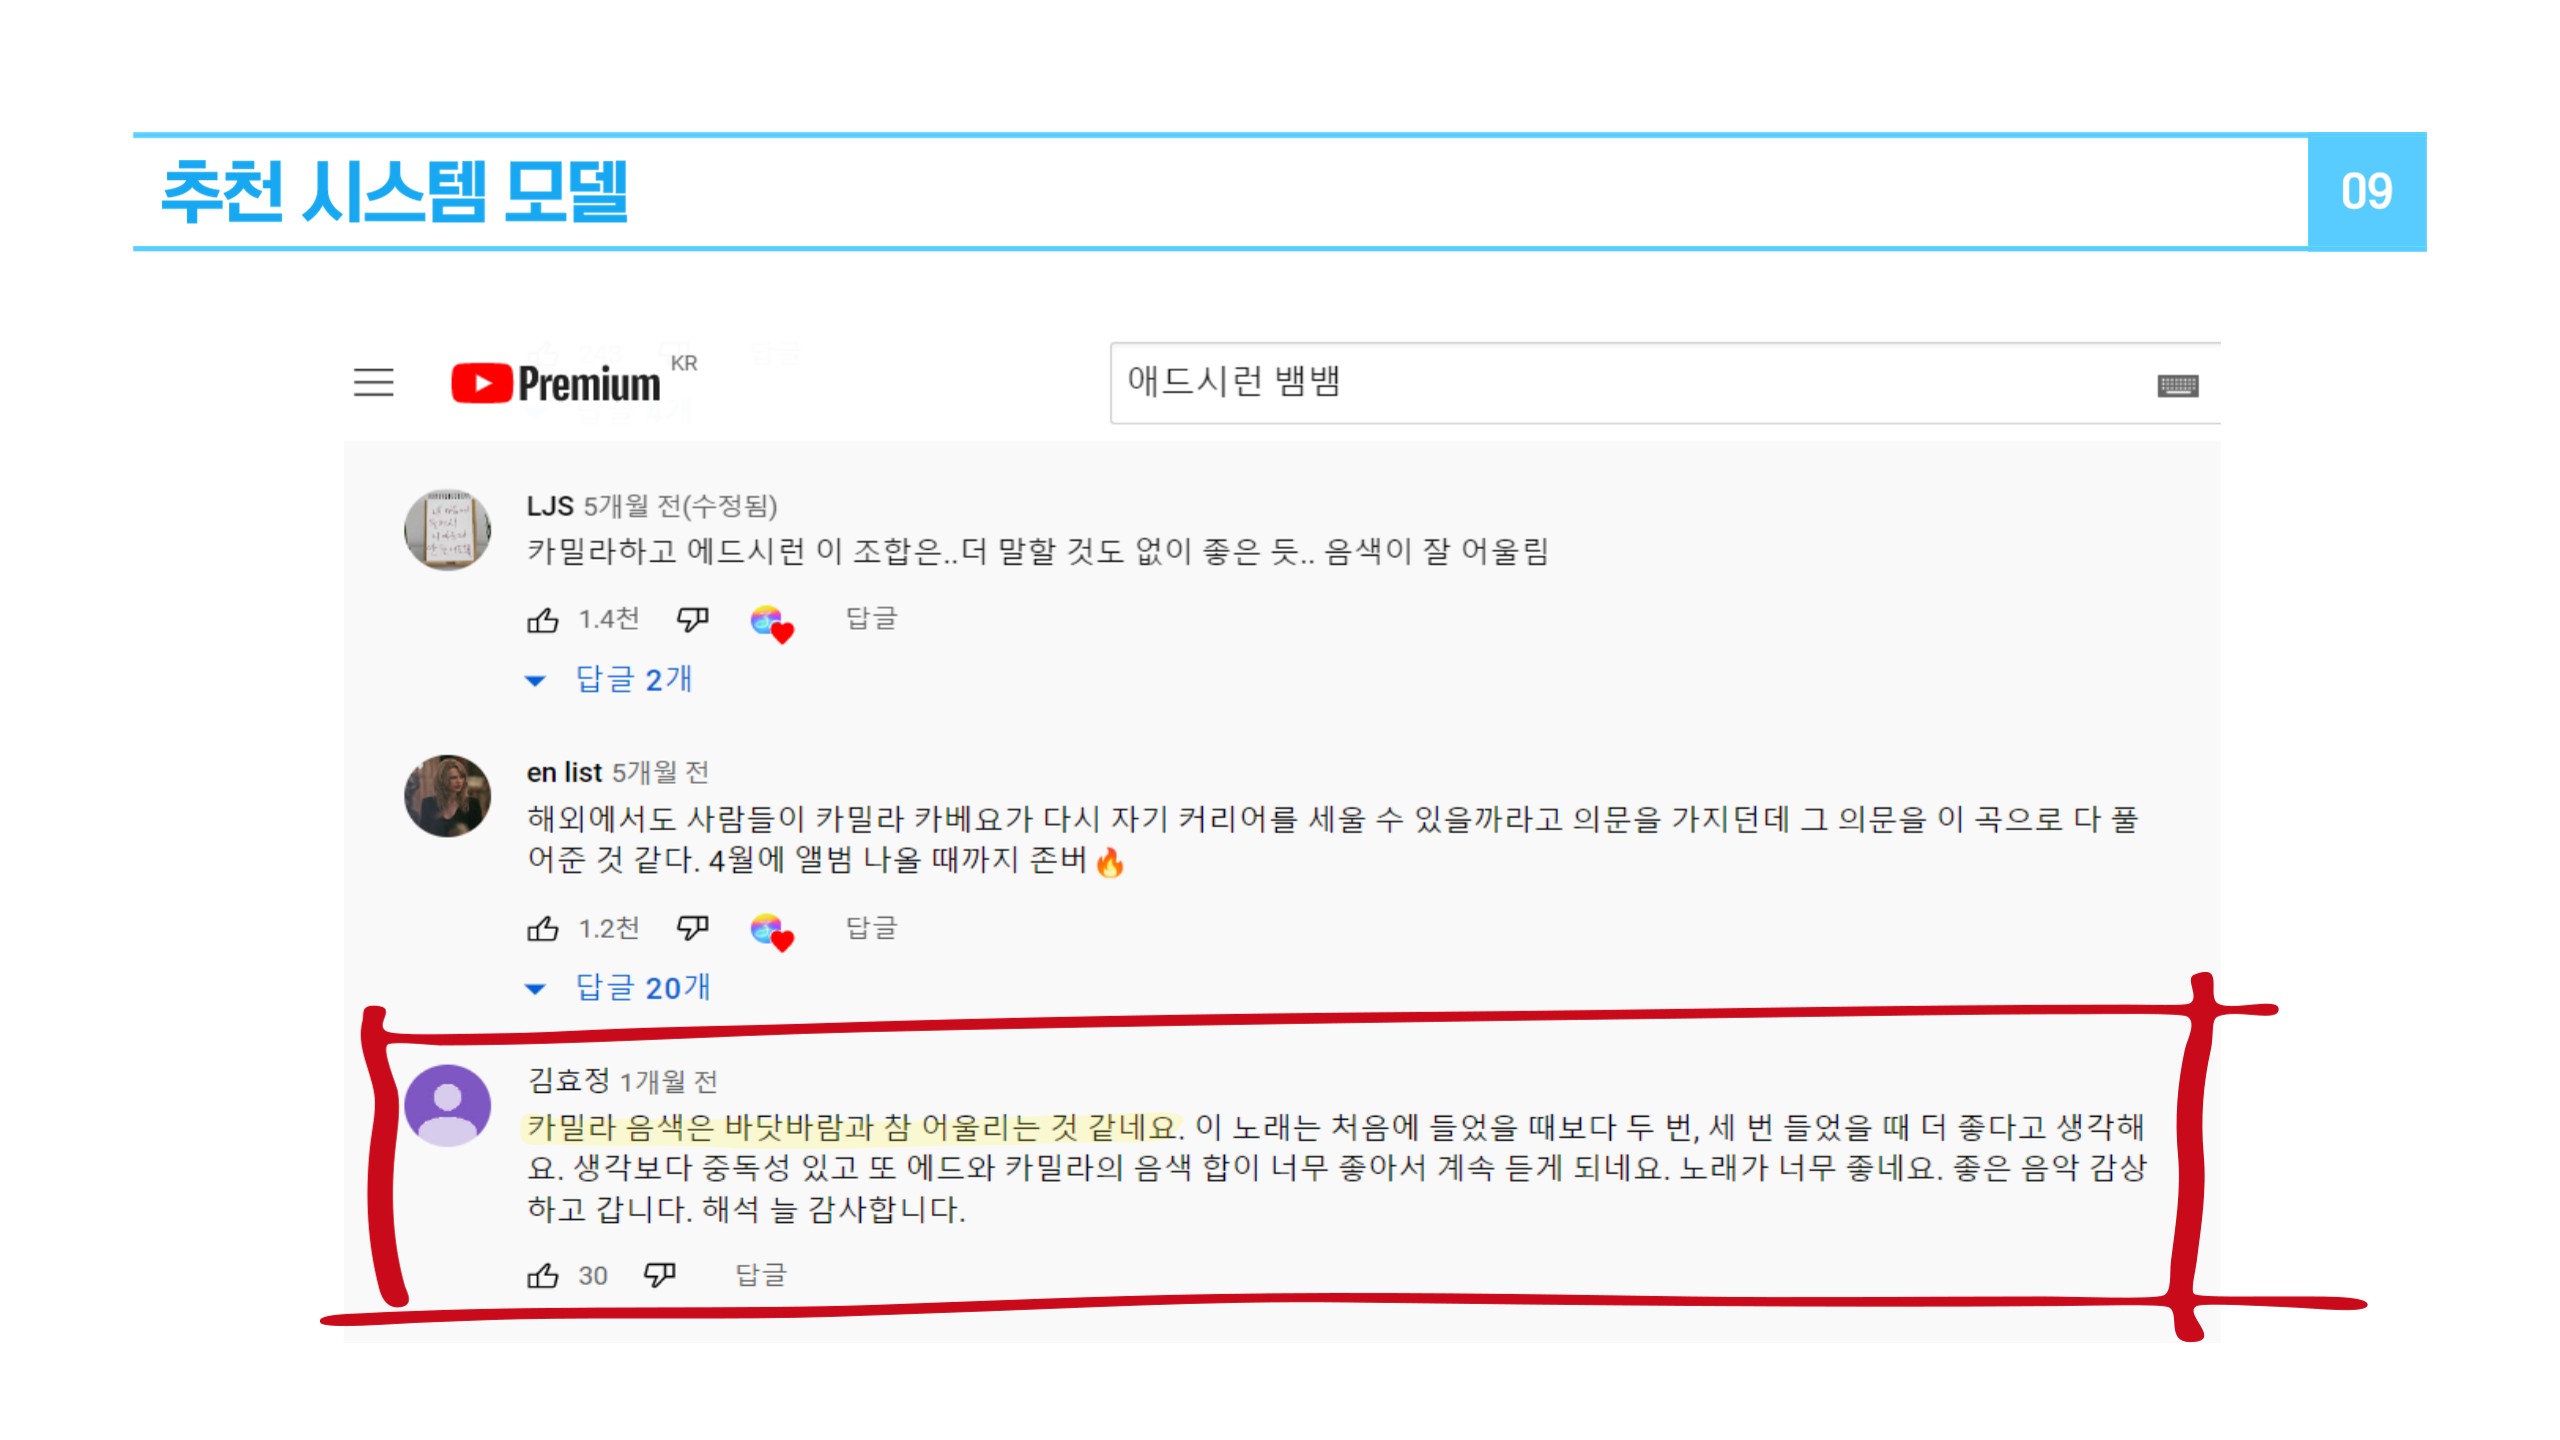 추천 시스템 모델
09
Premium KR
애드시런 뱀뱀
LJS 5개월 전(수정됨)
카밀라하고 에드시런 이 조합은..더 말할 것도 없이 좋은 듯.. 음색이 잘 어울림
1.4천 답글
답글 2개
en list 5개월 전
해외에서도 사람들이 카밀라 카베요가 다시 자기 커리어를 세울 수 있을까라고 의문을 가지던데 그 의문을 이 곡으로 다 풀
어준 것 같다. 4월에 앨범 나올 때까지 존버🔥
1.2천 답글
답글 20개
김효정 1개월 전
카밀라 음색은 바닷바람과 참 어울리는 것 같네요. 이 노래는 처음에 들었을 때보다 두 번, 세 번 들었을 때 더 좋다고 생각해
요. 생각보다 중독성 있고 또 에드와 카밀라의 음색 합이 너무 좋아서 계속 듣게 되네요. 노래가 너무 좋네요. 좋은 음악 감상
하고 갑니다. 해석 늘 감사합니다.
30 답글